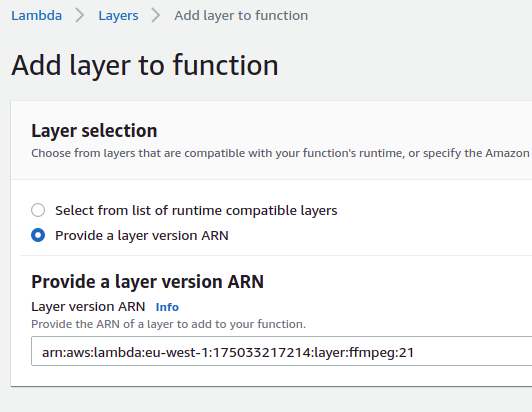 Lambda > Layers > Add layer to function
Add layer to function
Layer selection
Choose from layers that are compatible with your function's runtime, or specify the Amazon
Select from list of runtime compatible layers
Provide a layer version ARN
Provide a layer version ARN
Layer version ARN Info
Provide the ARN of a layer to add to your function.
arn:aws:lambda:eu-west-1:175033217214:layer:ffmpeg:21